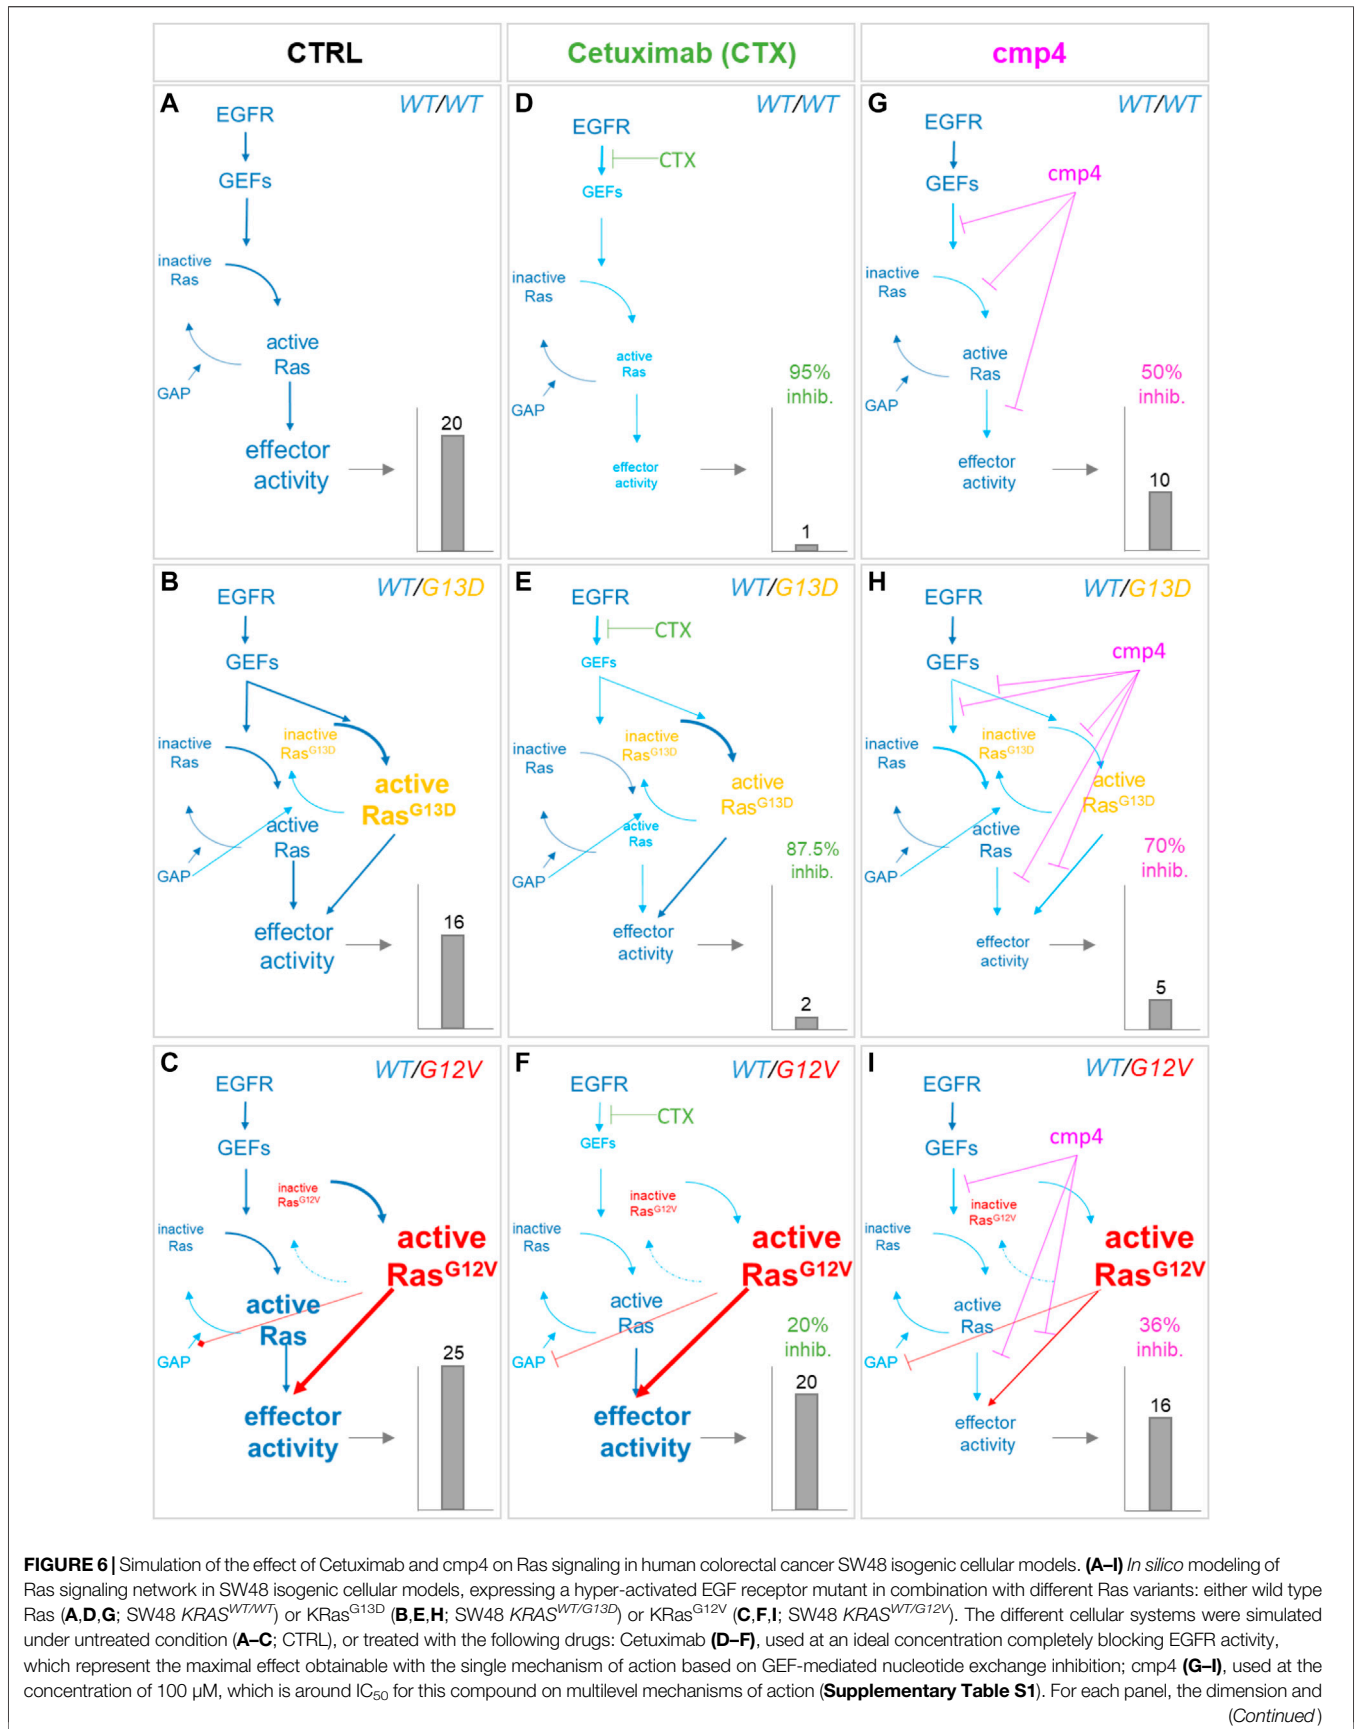 CTRL
Cetuximab (CTX)
cmp4
A
WT/WT
EGFR
GEFs
inactive
Ras
active
Ras
GAP
effector
activity
20
D
WT/WT
EGFR
CTX
GEFs
inactive
Ras
active
Ras
GAP
effector
activity
95%
inhib.
1
G
WT/WT
EGFR
GEFs
cmp4
inactive
Ras
active
Ras
GAP
effector
activity
50%
inhib.
10
B
WT/G13D
EGFR
GEFs
inactive
Ras
inactive
RasG13D
active
RasG13D
active
Ras
GAP
effector
activity
16
E
WT/G13D
EGFR
CTX
GEFs
inactive
Ras
inactive
RasG13D
active
RasG13D
active
Ras
GAP
effector
activity
87.5%
inhib.
2
H
WT/G13D
EGFR
GEFs
cmp4
inactive
Ras
inactive
RasG13D
active
RasG13D
active
Ras
GAP
effector
activity
70%
inhib.
5
C
WT/G12V
EGFR
GEFs
inactive
RasG12V
inactive
Ras
active
RasG12V
active
Ras
GAP
effector
activity
25
F
WT/G12V
EGFR
CTX
GEFs
inactive
RasG12V
inactive
Ras
active
RasG12V
active
Ras
GAP
effector
activity
20%
inhib.
20
I
WT/G12V
EGFR
GEFs
cmp4
inactive
RasG12V
inactive
Ras
active
RasG12V
active
Ras
GAP
effector
activity
36%
inhib.
16
FIGURE 6 | Simulation of the effect of Cetuximab and cmp4 on Ras signaling in human colorectal cancer SW48 isogenic cellular models. (A–I) In silico modeling of
Ras signaling network in SW48 isogenic cellular models, expressing a hyper-activated EGF receptor mutant in combination with different Ras variants: either wild type
Ras (A,D,G; SW48 KRASWT/WT) or KRasG13D (B,E,H; SW48 KRASWT/G13D) or KRasG12V (C,F,I; SW48 KRASWT/G12V). The different cellular systems were simulated
under untreated condition (A–C; CTRL), or treated with the following drugs: Cetuximab (D–F), used at an ideal concentration completely blocking EGFR activity,
which represent the maximal effect obtainable with the single mechanism of action based on GEF-mediated nucleotide exchange inhibition; cmp4 (G–I), used at the
concentration of 100 µM, which is around IC50 for this compound on multilevel mechanisms of action (Supplementary Table S1). For each panel, the dimension and
(Continued)